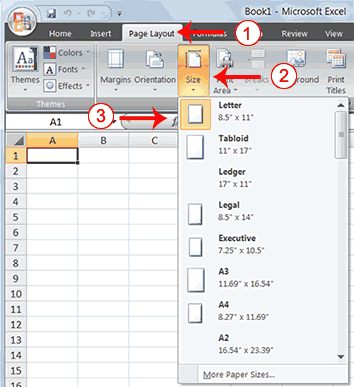 Book1 - Microsoft Excel
Home Insert Page Layout Review View
1
Colors
Fonts
Effects
Themes Margins Orientation Size Print Titles
Area
2
Themes
3
A1
A B C
1
2
3
4
5
6
7
8
9
10
11
12
13
14
15
16
Letter
8.5" x 11"
Tabloid
11" x 17"
Ledger
17" x 11"
Legal
8.5" x 14"
Executive
7.25" x 10.5"
A3
11.69" x 16.54"
A4
8.27" x 11.69"
A2
16.54" x 23.39"
More Paper Sizes...